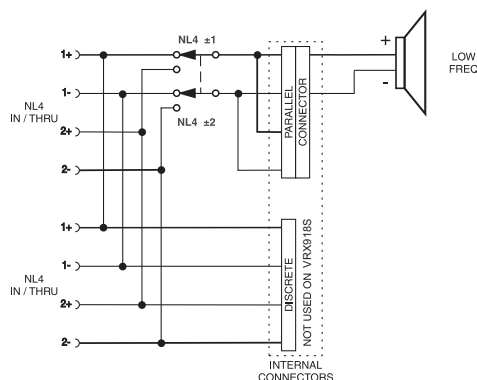 NL4 ±1
1+
1-
NL4
IN / THRU
2+
2-
NL4 ±2
PARALLEL
CONNECTOR
+
-
LOW
FREQ
1+
1-
NL4
IN / THRU
2+
2-
DISCRETE
NOT USED ON VRX918S
INTERNAL
CONNECTORS